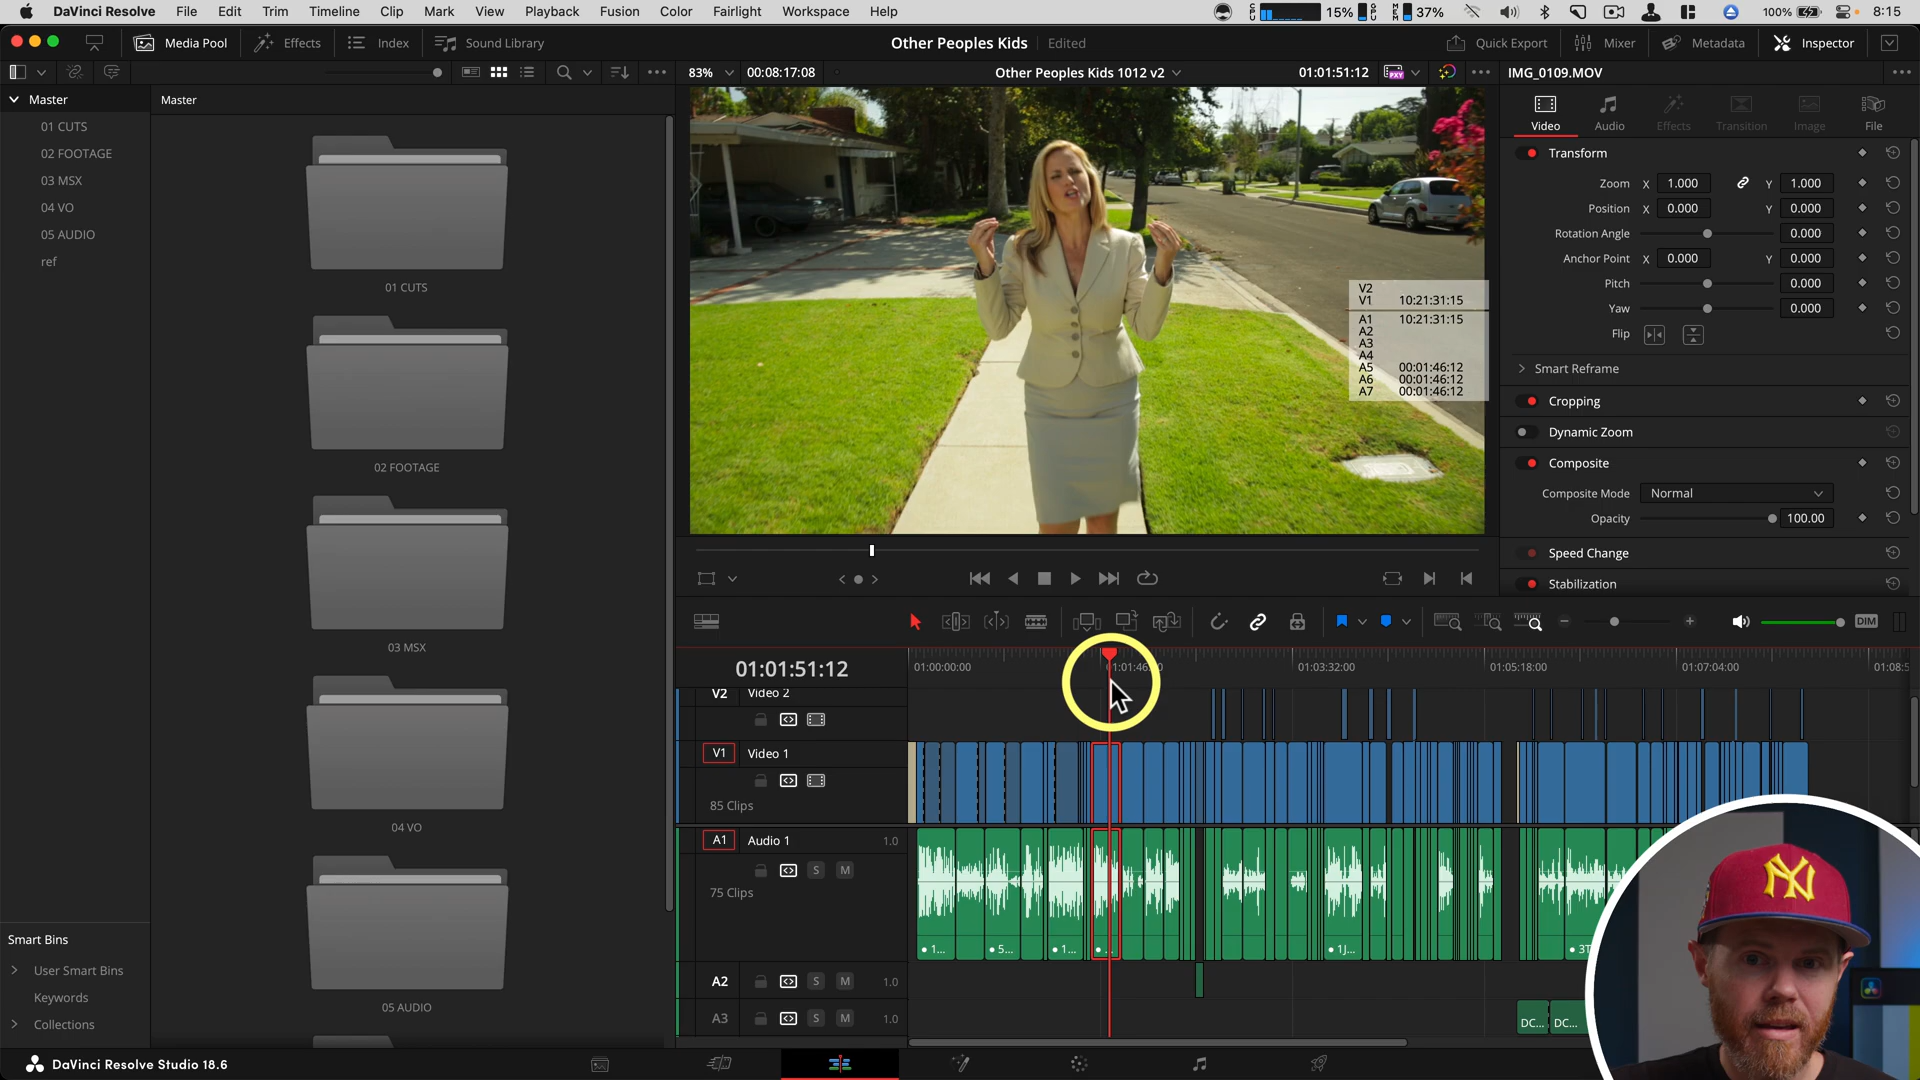 DaVinci Resolve File Edit Trim Timeline Clip Mark View Playback Fusion Color Fairlight Workspace Help
15% 37% 100% 8:15
Media Pool Effects Index Sound Library Other Peoples Kids Edited Quick Export Mixer Metadata Inspector
83% 00:08:17:08 Other Peoples Kids 1012 v2 01:01:51:12 IMG_0109.MOV
Master
01 CUTS
02 FOOTAGE
03 MSX
04 VO
05 AUDIO
ref
Smart Bins
User Smart Bins
Keywords
Collections
Master
01 CUTS
02 FOOTAGE
03 MSX
04 VO
05 AUDIO
V2
V1 10:21:31:15
A1 10:21:31:15
A2
A3
A4
A5 00:01:46:12
A6 00:01:46:12
A7 00:01:46:12
Video Audio Effects Transition Image File
Transform
Zoom X 1.000 Y 1.000
Position X 0.000 Y 0.000
Rotation Angle 0.000
Anchor Point X 0.000 Y 0.000
Pitch 0.000
Yaw 0.000
Flip
Smart Reframe
Cropping
Dynamic Zoom
Composite
Composite Mode Normal
Opacity 100.00
Speed Change
Stabilization
DIM
01:01:51:12
01:00:00:00 01:03:32:00 01:05:18:00 01:07:04:00
V2 Video 2
V1 Video 1
85 Clips
A1 Audio 1 1.0
S M
75 Clips
A2 S M 1.0
A3 S M 1.0
1... 5... 1... 1J...
DC... DC...
NY
DaVinci Resolve Studio 18.6